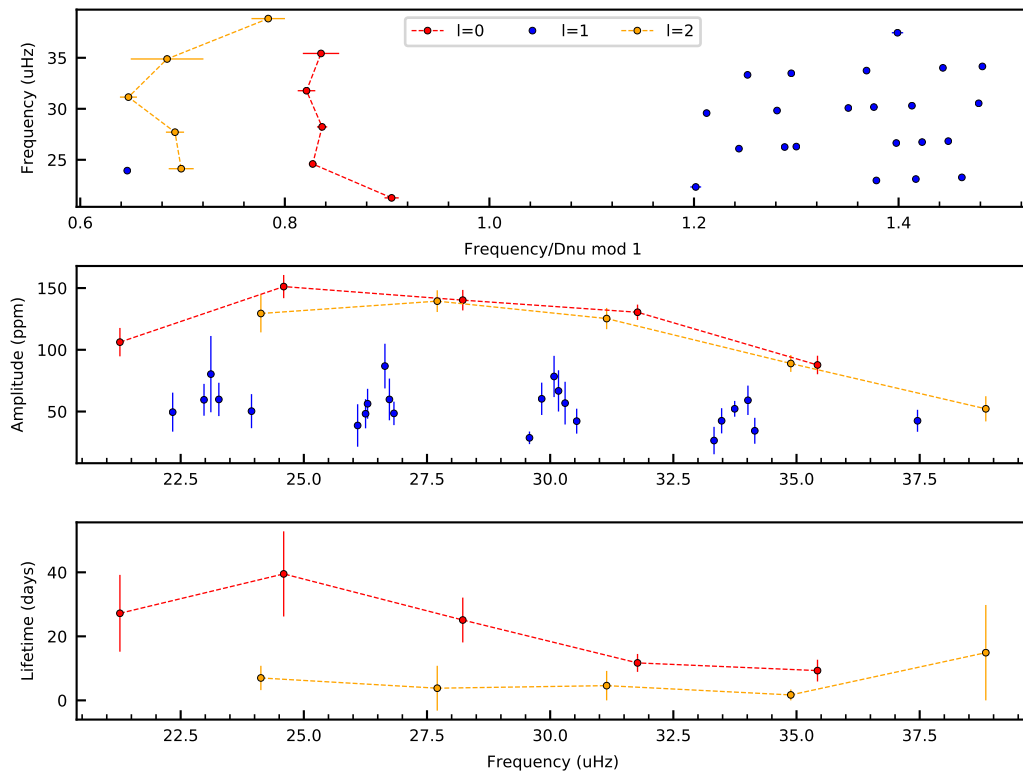 l=0 l=1 l=2
Frequency (uHz)
35
30
25
0.6 0.8 1.0 1.2 1.4
Frequency/Dnu mod 1
Amplitude (ppm)
150
100
50
22.5 25.0 27.5 30.0 32.5 35.0 37.5
Lifetime (days)
40
20
0
22.5 25.0 27.5 30.0 32.5 35.0 37.5
Frequency (uHz)